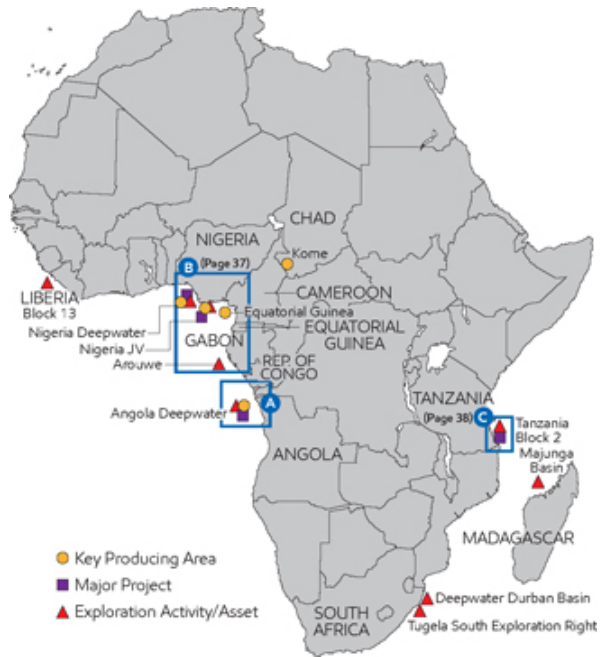 CHAD
NIGERIA
Kome
B
(Page 37)
LIBERIA
Block 13
CAMEROON
Equatorial Guinea
Nigeria Deepwater
EQUATORIAL
GUINEA
Nigeria JV
GABON
Arouwe
REP. OF
CONGO
TANZANIA
A
Angola Deepwater
(Page 38)
C
Tanzania
Block 2
Majunga
Basin
ANGOLA
MADAGASCAR
Key Producing Area
Major Project
Exploration Activity/Asset
Deepwater Durban Basin
SOUTH
AFRICA
Tugela South Exploration Right